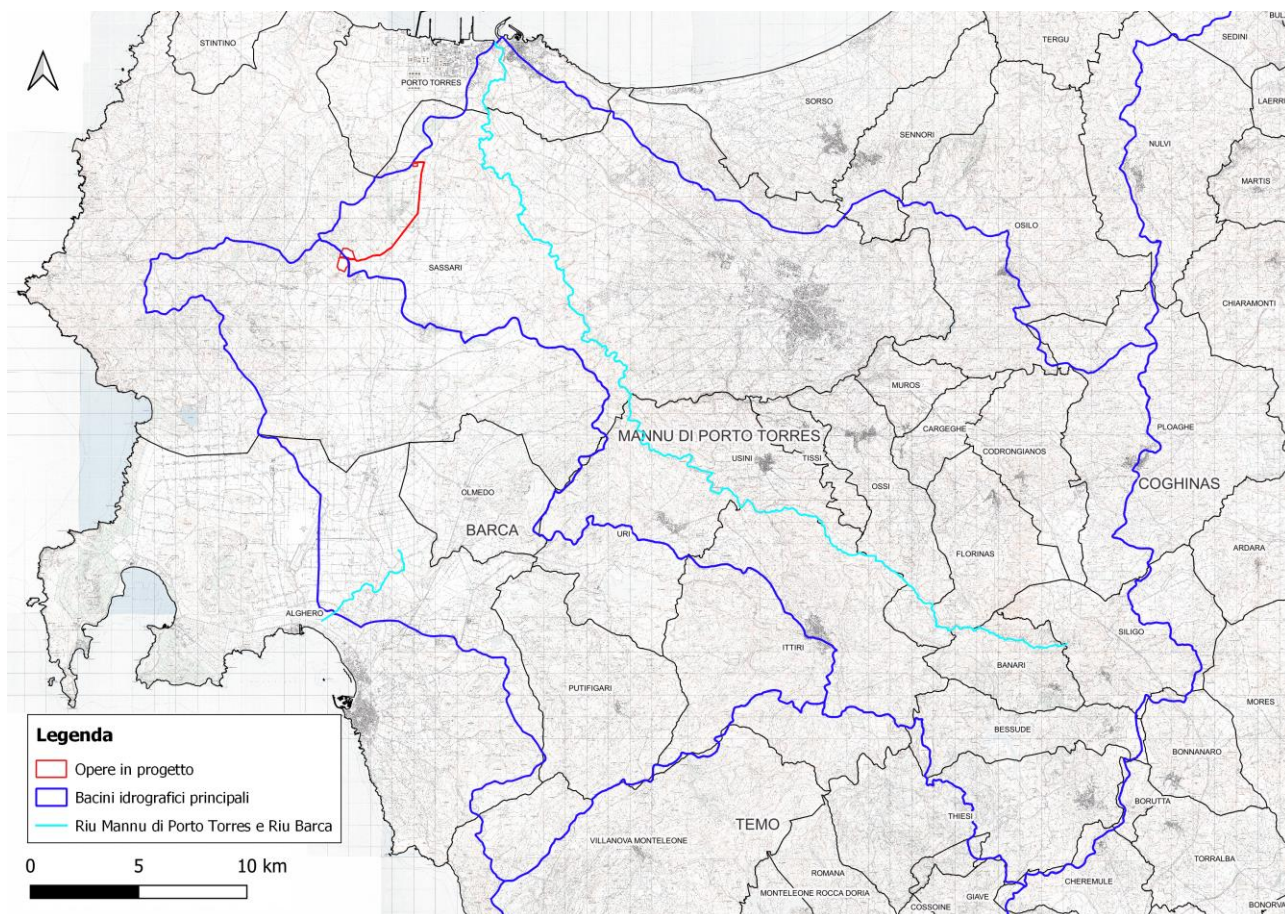 STINTINO
PORTO TORRES
TERGU
BUL
SEDINI
SORSO
SENNORI
LAERRI
NULVI
MARTIS
OSILO
SASSARI
CHIARAMONTI
MUROS
CARGEGHE
MANNU DI PORTO TORRES
PLOAGHE
USINI
TISSI
CODRONGIANOS
OSSI
COGHINAS
OLMEDO
BARCA
URI
FLORINAS
ARDARA
ALGHERO
SILIGO
ITTIRI
BANARI
PUTIFIGARI
MORES
BESSUDE
BONNANARO
BORUTTA
THIESI
TEMO
VILLANOVA MONTELEONE
TORRALBA
ROMANA
CHEREMULE
MONTELEONE ROCCA DORIA
GIAVE
COSSOINE
BONORVA
Legenda
Opere in progetto
Bacini idrografici principali
Riu Mannu di Porto Torres e Riu Barca
0 5 10 km